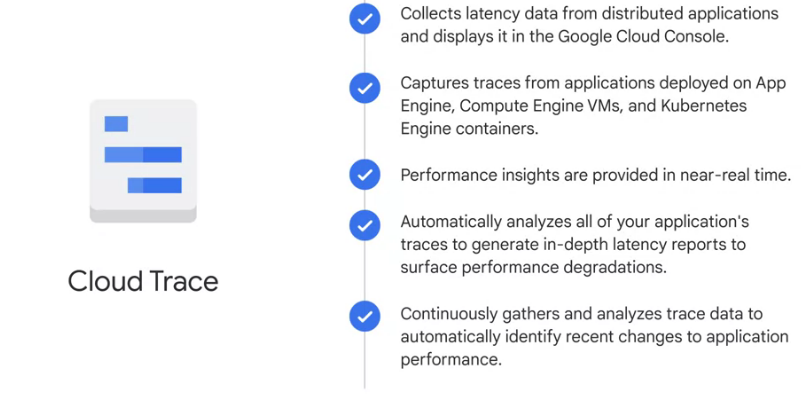 Cloud Trace
Collects latency data from distributed applications
and displays it in the Google Cloud Console.
Captures traces from applications deployed on App
Engine, Compute Engine VMs, and Kubernetes
Engine containers.
Performance insights are provided in near-real time.
Automatically analyzes all of your application's
traces to generate in-depth latency reports to
surface performance degradations.
Continuously gathers and analyzes trace data to
automatically identify recent changes to application
performance.